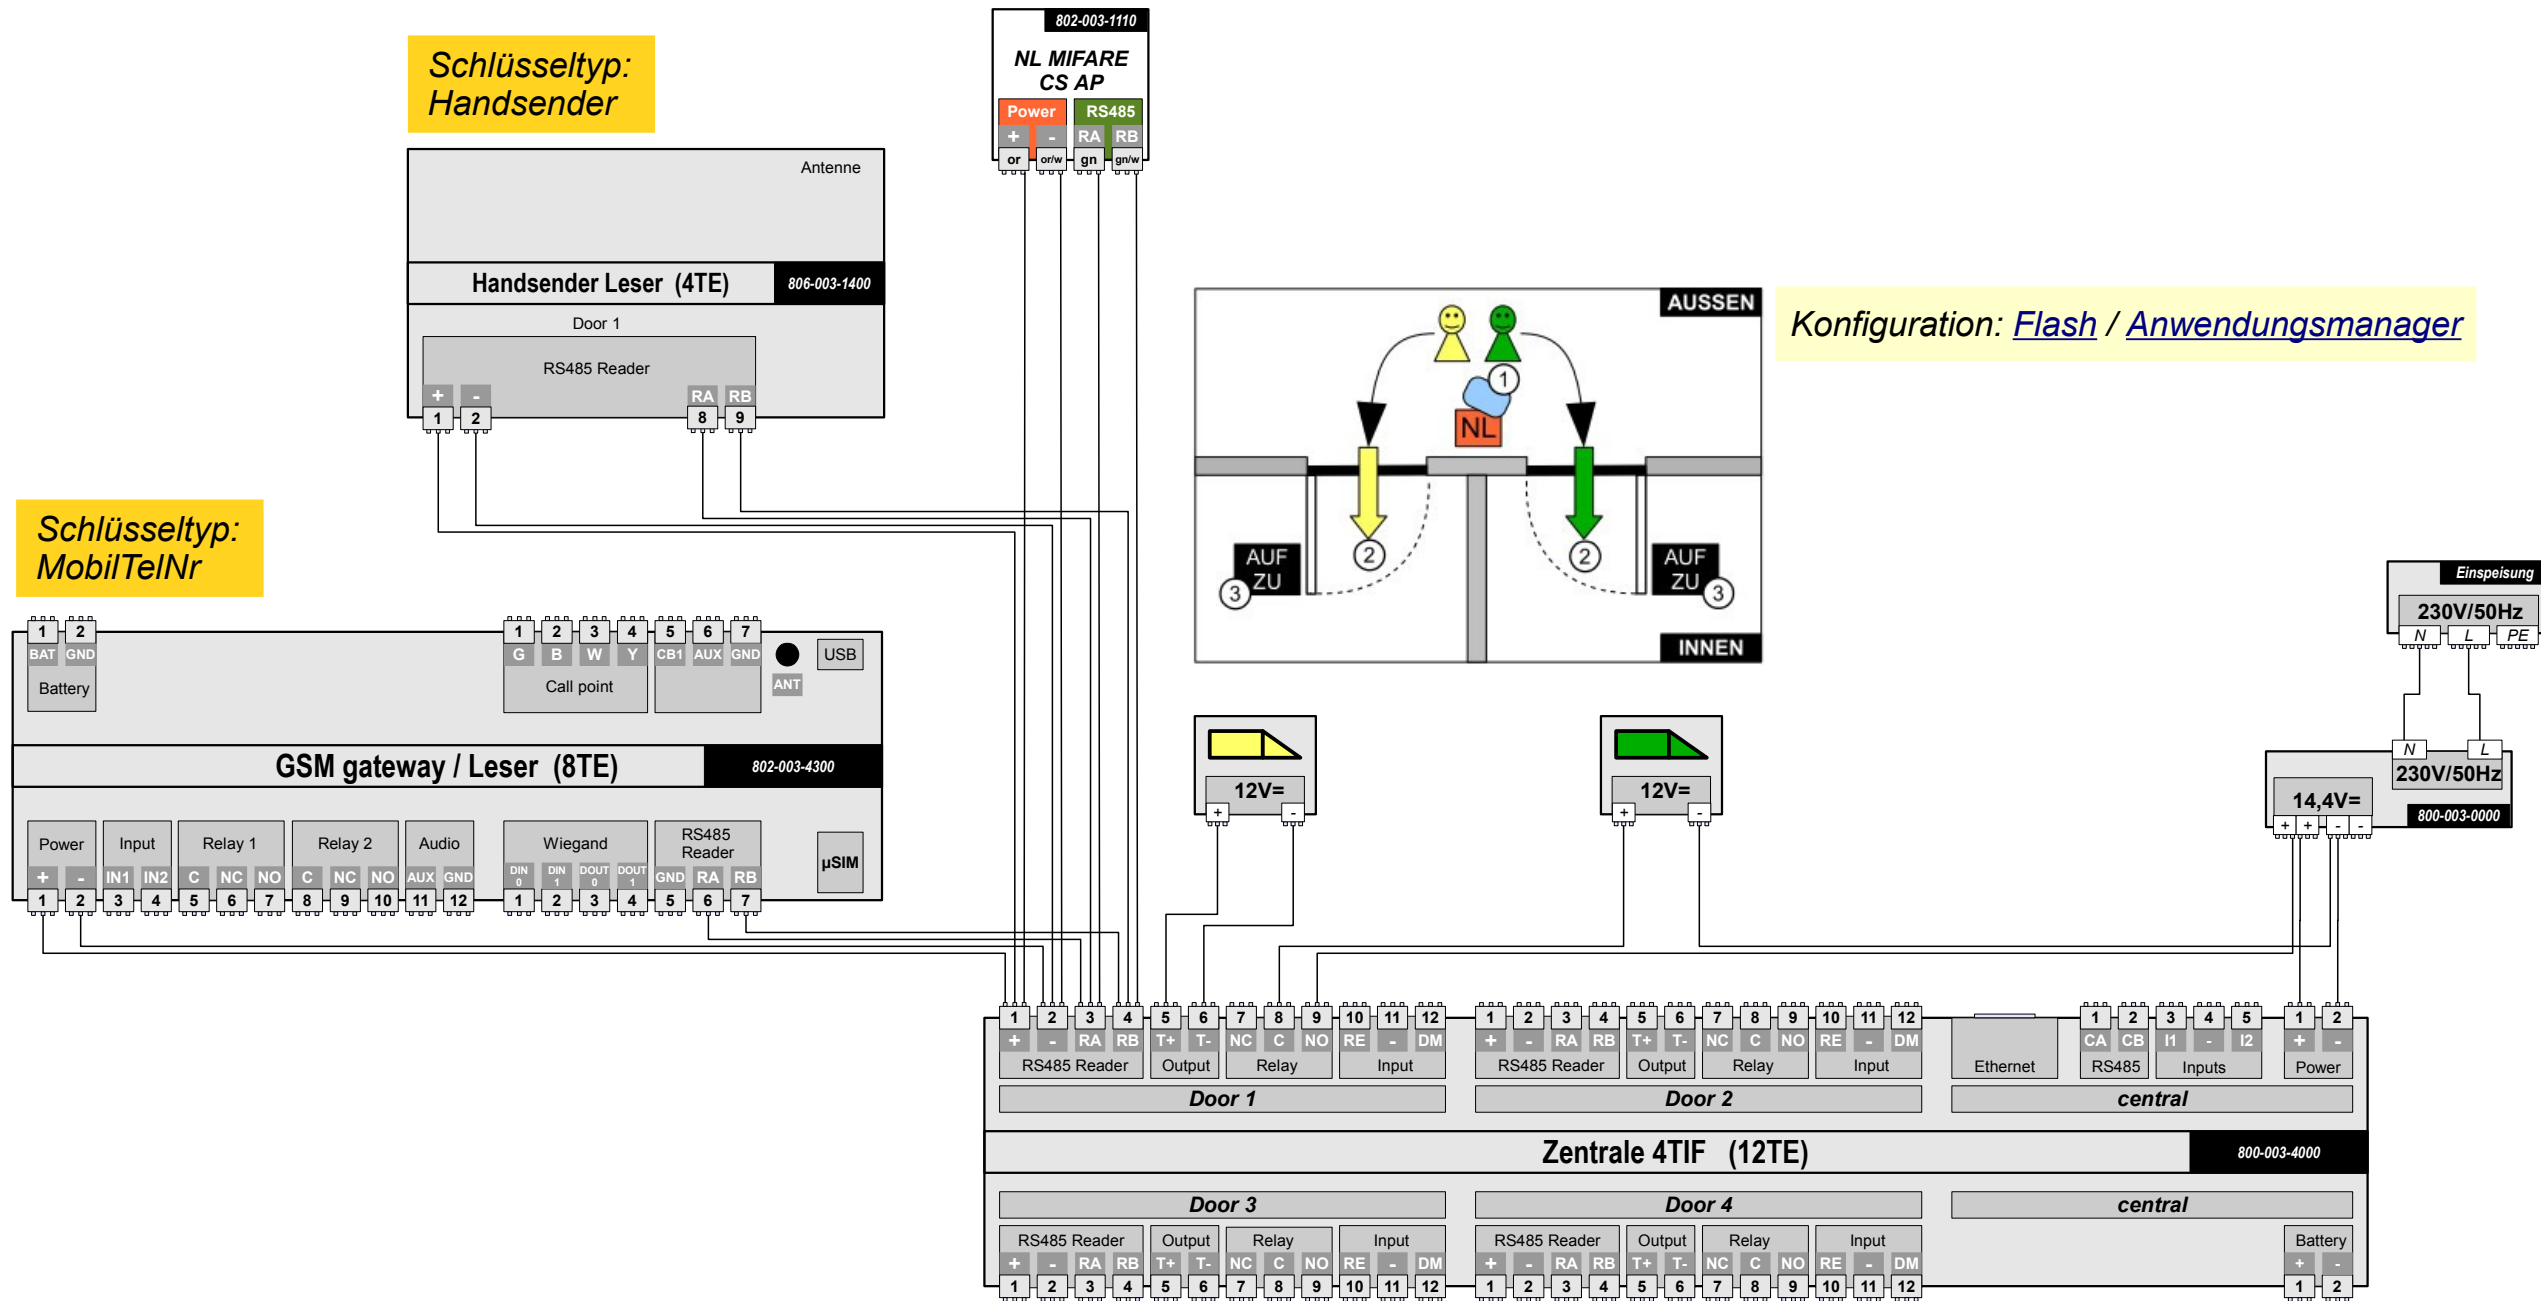 802-003-1110
NL MIFARE
CS AP
Power RS485
+ - RA RB
or or/w gn gn/w
Schlüsseltyp:
Handsender
Antenne
Handsender Leser (4TE) 806-003-1400
Door 1
RS485 Reader
+ - RA RB
1 2 8 9
AUSSEN
1
NL
2 2
AUF
ZU
3
AUF
ZU
3
INNEN
Konfiguration: Flash / Anwendungsmanager
Schlüsseltyp:
MobilTelNr
1 2 1 2 3 4 5 6 7
BAT GND G B W Y CB1 AUX GND USB
Battery Call point ANT
GSM gateway / Leser (8TE) 802-003-4300
Power Input Relay 1 Relay 2 Audio Wiegand RS485
Reader
µSIM
+ - IN1 IN2 C NC NO C NC NO AUX GND DIN 0 DIN 1 DOUT 0 DOUT 1 GND RA RB
1 2 3 4 5 6 7 8 9 10 11 12 1 2 3 4 5 6 7
12V=
+ -
12V=
+ -
Einspeisung
230V/50Hz
N L PE
N L
230V/50Hz
14,4V=
800-003-0000
+ + - -
1 2 3 4 5 6 7 8 9 10 11 12 1 2 3 4 5 6 7 8 9 10 11 12 1 2 3 4 5 1 2
+ - RA RB T+ T- NC C NO RE - DM + - RA RB T+ T- NC C NO RE - DM CA CB I1 - I2 + -
RS485 Reader Output Relay Input RS485 Reader Output Relay Input Ethernet RS485 Inputs Power
Door 1 Door 2 central
Zentrale 4TIF (12TE) 800-003-4000
Door 3 Door 4 central
RS485 Reader Output Relay Input RS485 Reader Output Relay Input Battery
+ - RA RB T+ T- NC C NO RE - DM + - RA RB T+ T- NC C NO RE - DM + -
1 2 3 4 5 6 7 8 9 10 11 12 1 2 3 4 5 6 7 8 9 10 11 12 1 2